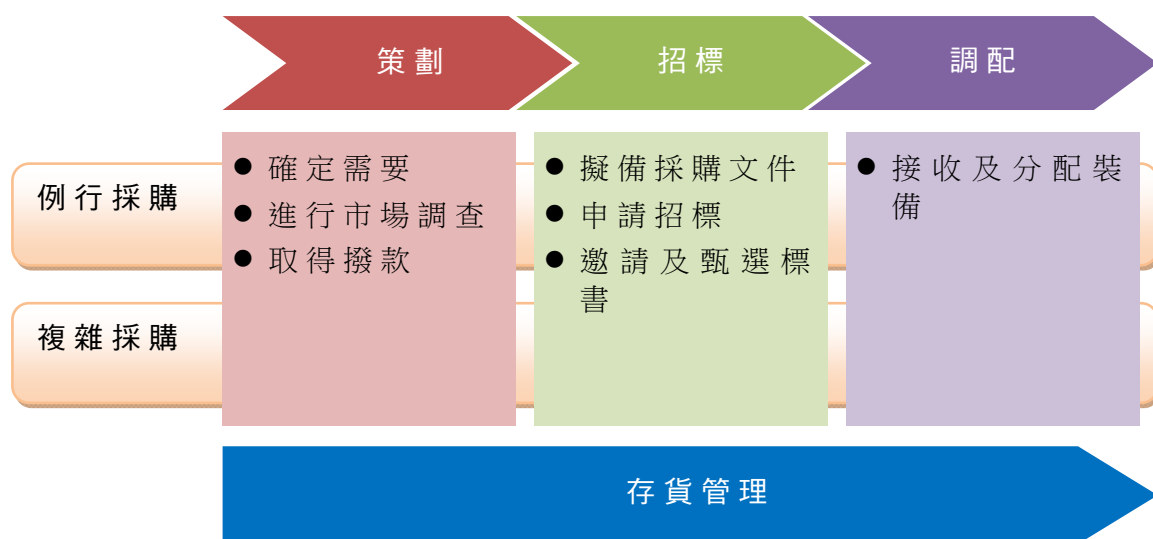 策劃
招標
調配
例行採購
複雜採購
● 確定需要
● 進行市場調查
● 取得撥款
● 擬備採購文件
● 申請招標
● 邀請及甄選標
書
● 接收及分配裝
備
存貨管理